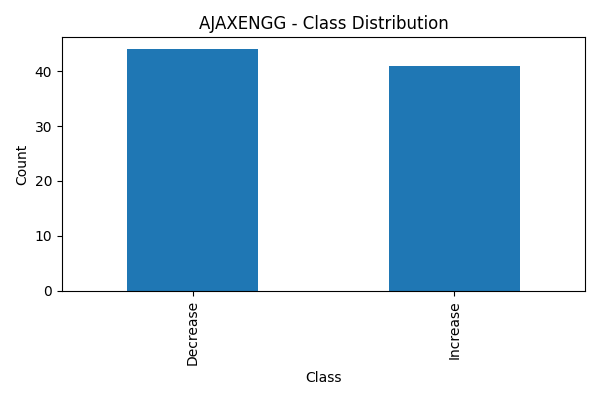 AJAXENGG - Class Distribution
Count
40
30
20
10
0
Decrease
Increase
Class